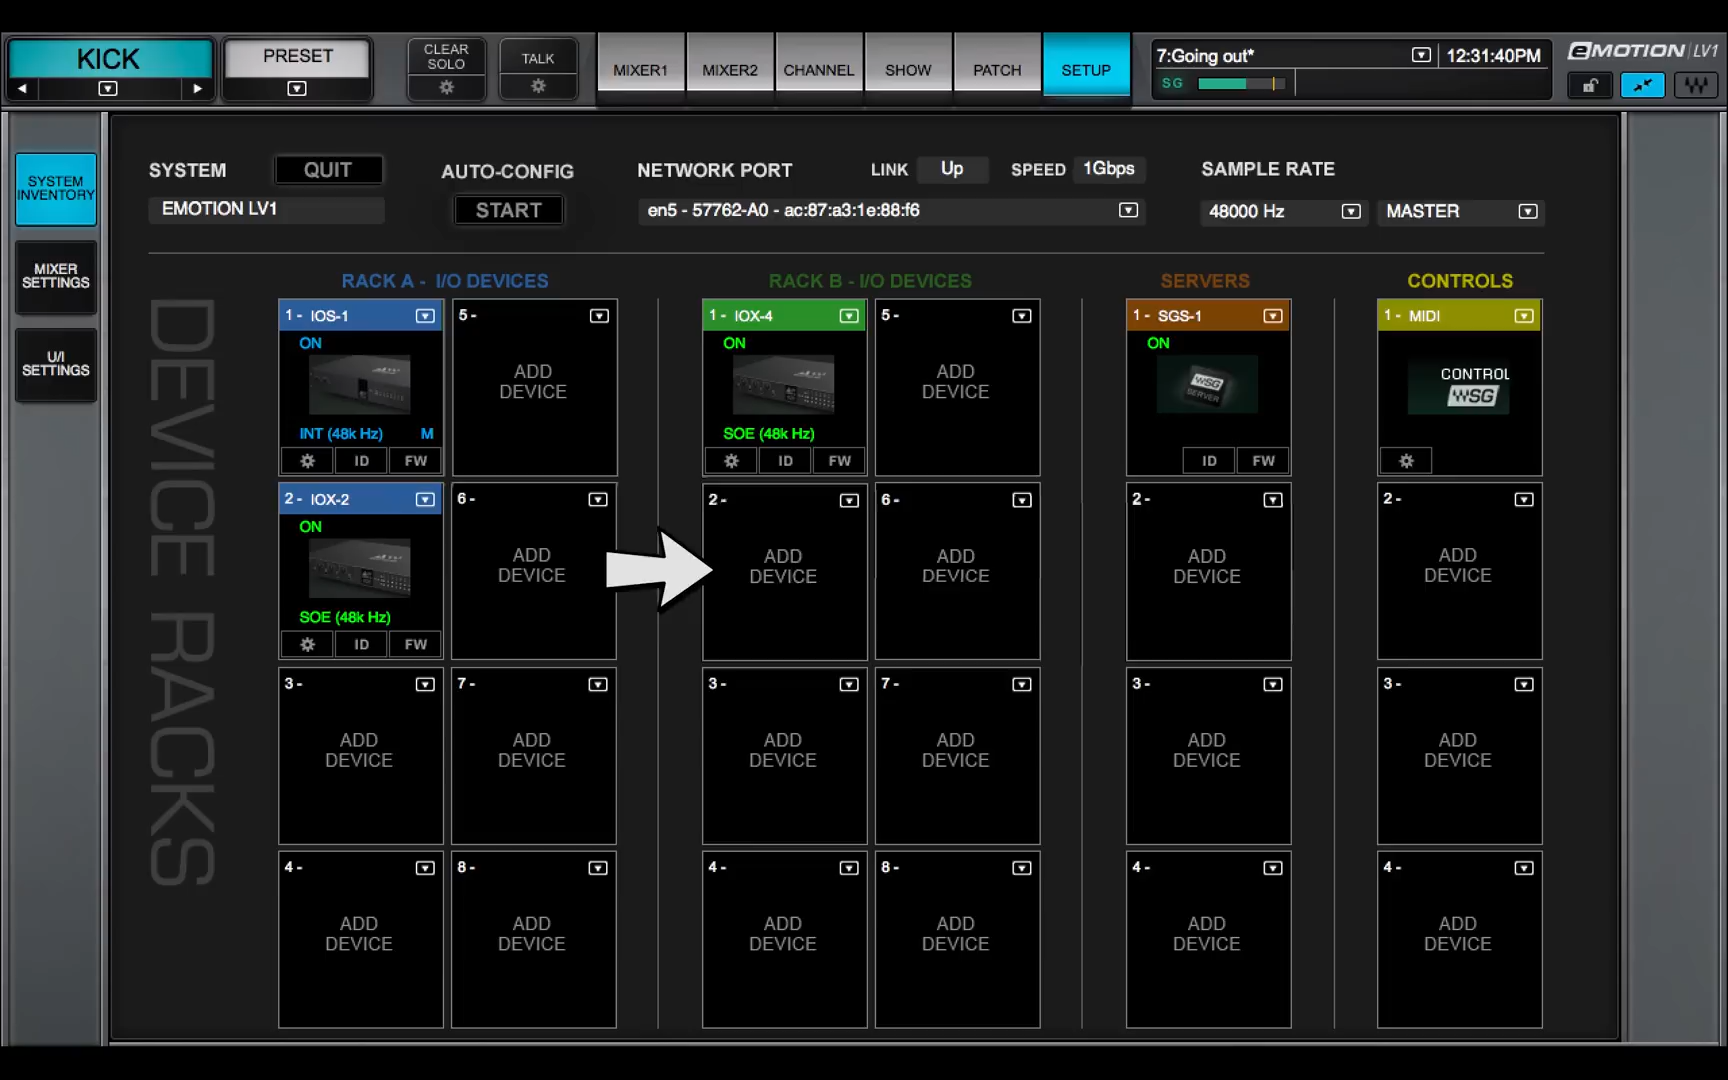 KICK
PRESET
CLEAR
SOLO
TALK
MIXER1
MIXER2
CHANNEL
SHOW
PATCH
SETUP
7:Going out*
12:31:40PM
SG
eMOTION LV1
SYSTEM
INVENTORY
MIXER
SETTINGS
U/I
SETTINGS
SYSTEM
QUIT
EMOTION LV1
AUTO-CONFIG
START
NETWORK PORT
LINK Up
SPEED 1Gbps
en5 - 57762-A0 - ac:87:a3:1e:88:f6
SAMPLE RATE
48000 Hz
MASTER
DEVICE RACKS
RACK A - I/O DEVICES
RACK B - I/O DEVICES
SERVERS
CONTROLS
1- IOS-1
ON
INT (48k Hz) M
ID FW
5-
ADD
DEVICE
1- IOX-4
ON
SOE (48k Hz)
ID FW
5-
ADD
DEVICE
1- SGS-1
ON
WSG
SERVER
ID FW
1- MIDI
CONTROL
WSG
2- IOX-2
ON
SOE (48k Hz)
ID FW
6-
ADD
DEVICE
2-
ADD
DEVICE
6-
ADD
DEVICE
2-
ADD
DEVICE
2-
ADD
DEVICE
3-
ADD
DEVICE
7-
ADD
DEVICE
3-
ADD
DEVICE
7-
ADD
DEVICE
3-
ADD
DEVICE
3-
ADD
DEVICE
4-
ADD
DEVICE
8-
ADD
DEVICE
4-
ADD
DEVICE
8-
ADD
DEVICE
4-
ADD
DEVICE
4-
ADD
DEVICE